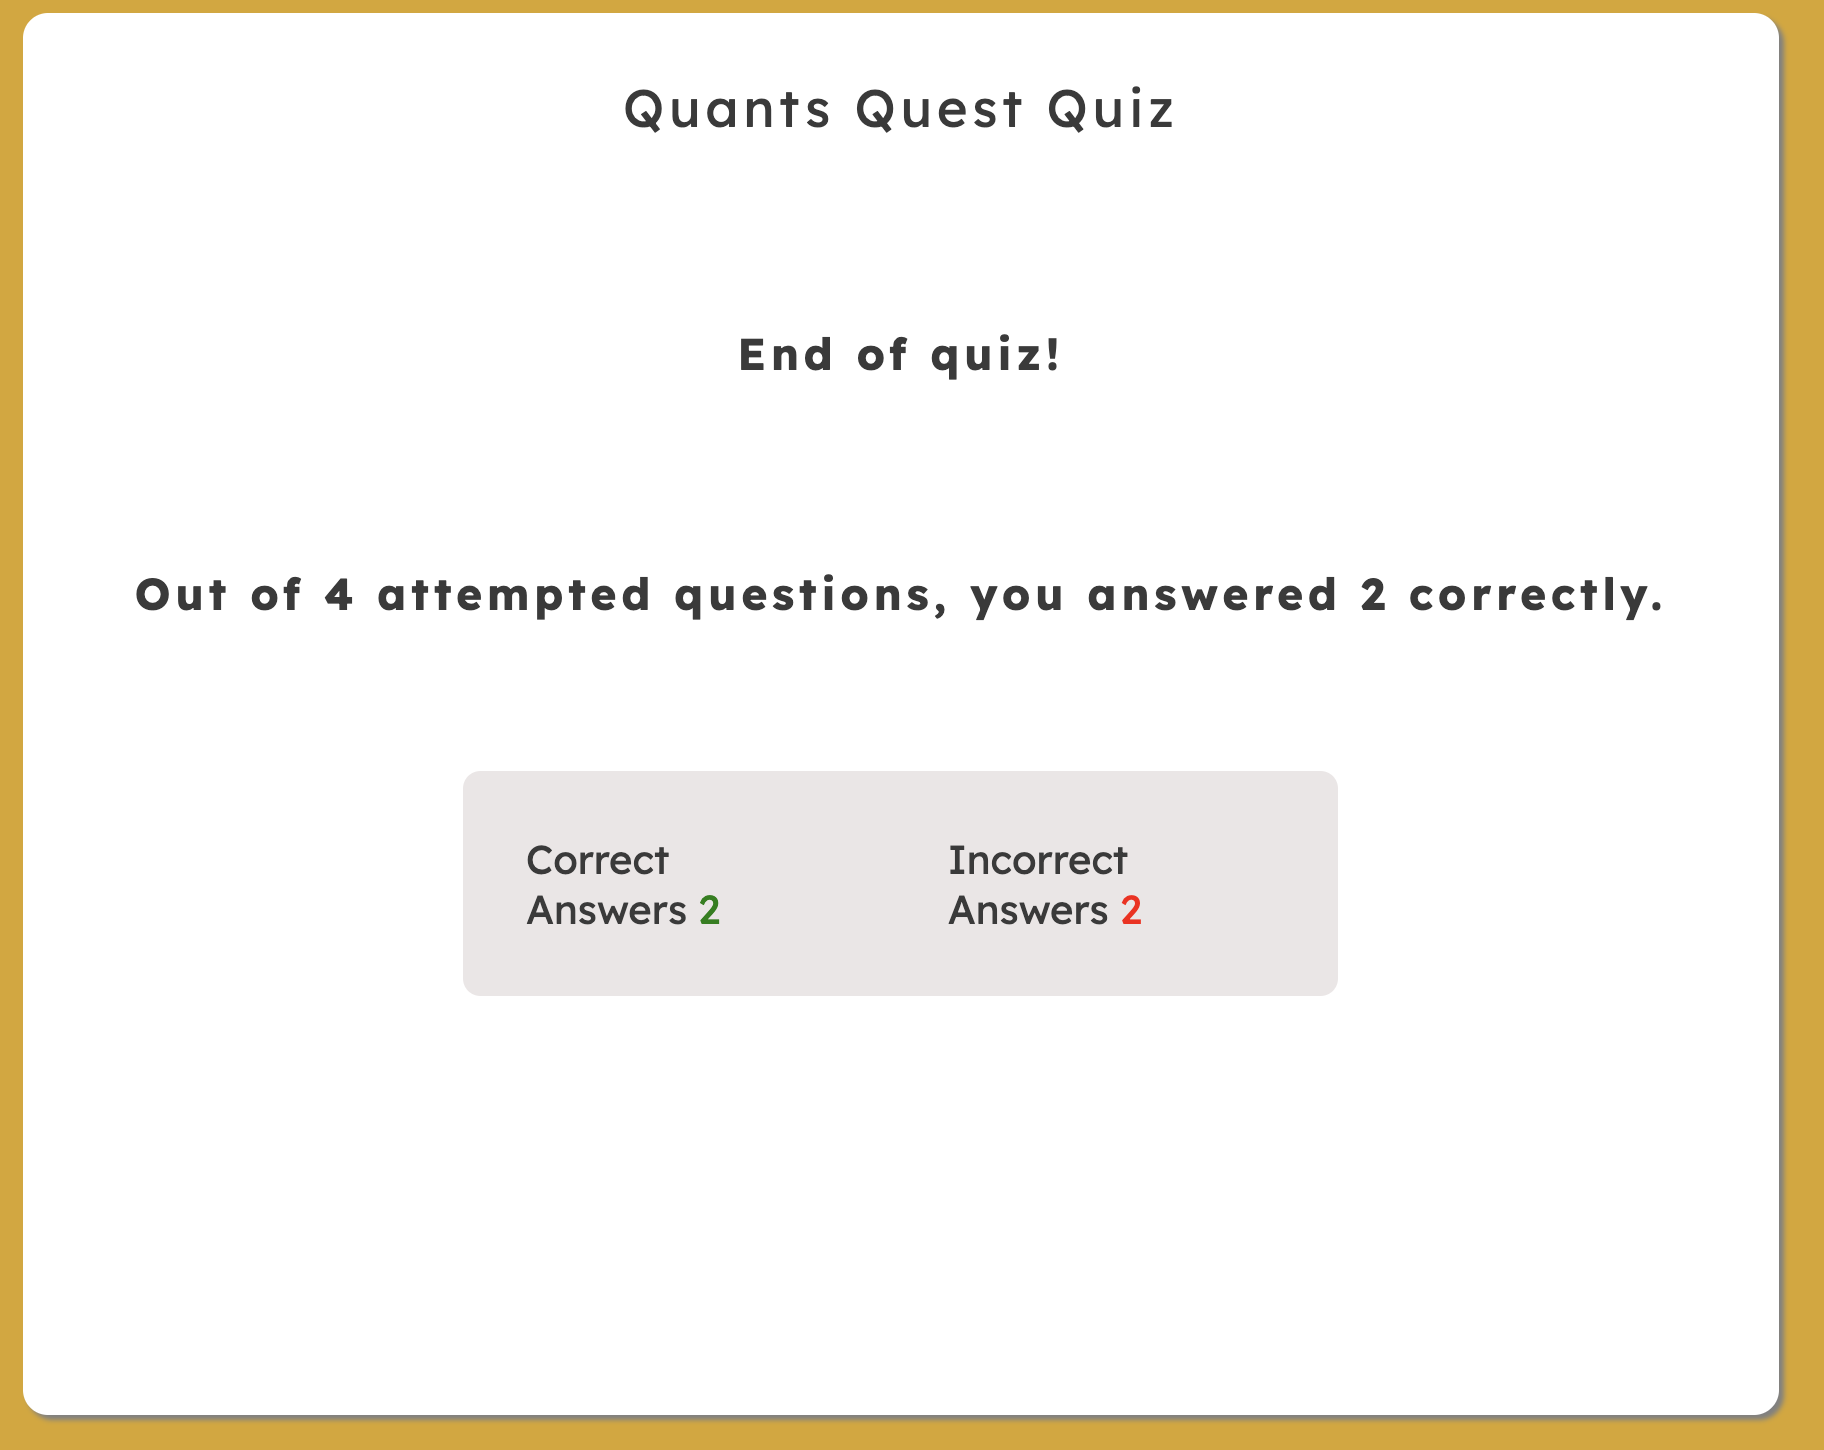 Quants Quest Quiz
End of quiz!
Out of 4 attempted questions, you answered 2 correctly.
Correct
Answers 2
Incorrect
Answers 2